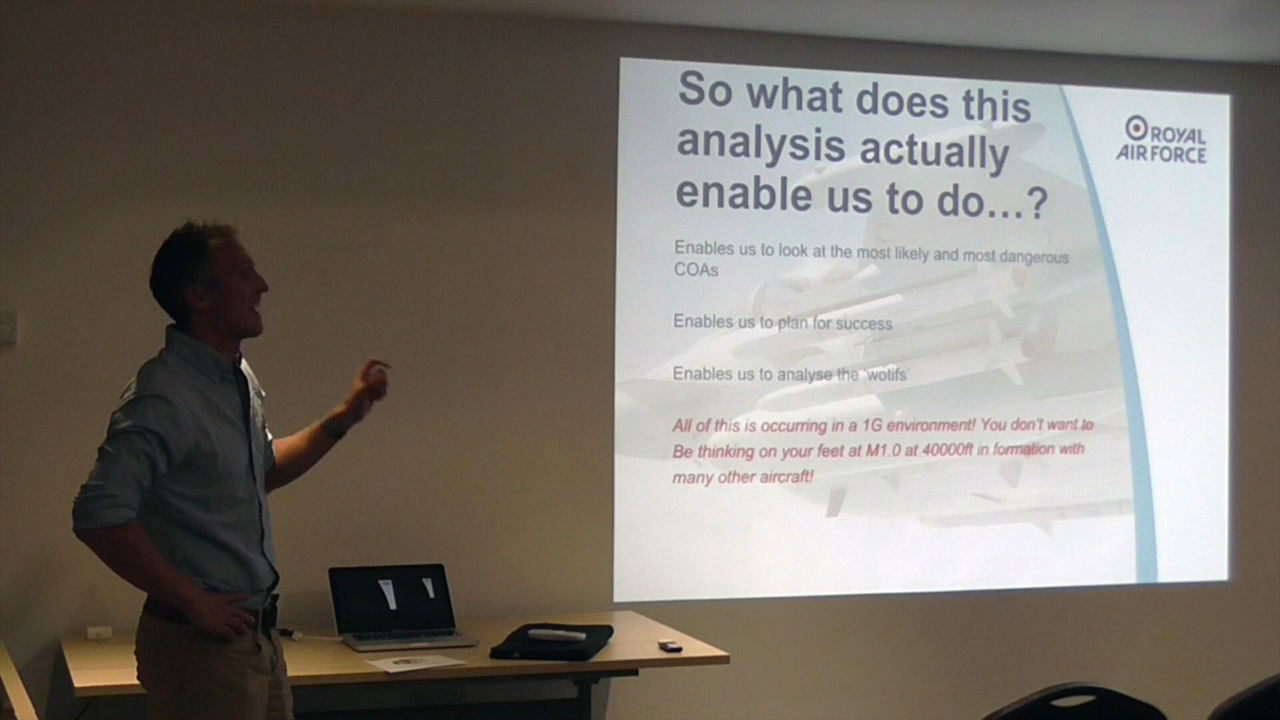 So what does this
analysis actually
enable us to do...?
ROYAL
AIR FORCE
Enables us to look at the most likely and most dangerous
COAs
Enables us to plan for success
Enables us to analyse the 'wotifs'
All of this is occurring in a 1G environment! You don't want to
Be thinking on your feet at M1.0 at 40000ft in formation with
many other aircraft!